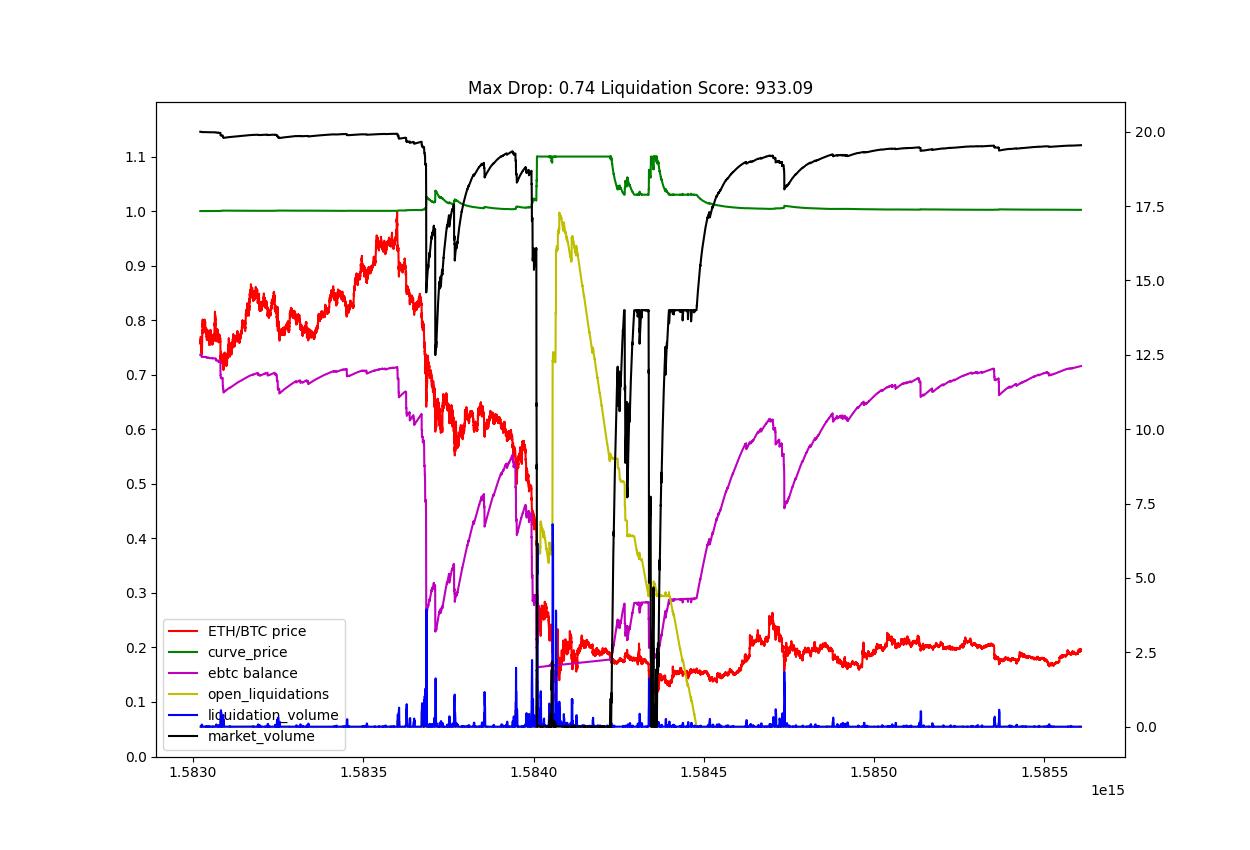 Max Drop: 0.74 Liquidation Score: 933.09
1.1
1.0
0.9
0.8
0.7
0.6
0.5
0.4
0.3
0.2
0.1
0.0
20.0
17.5
15.0
12.5
10.0
7.5
5.0
2.5
0.0
ETH/BTC price
curve_price
ebtc balance
open_liquidations
liquidation_volume
market_volume
1.5830 1.5835 1.5840 1.5845 1.5850 1.5855
1e15